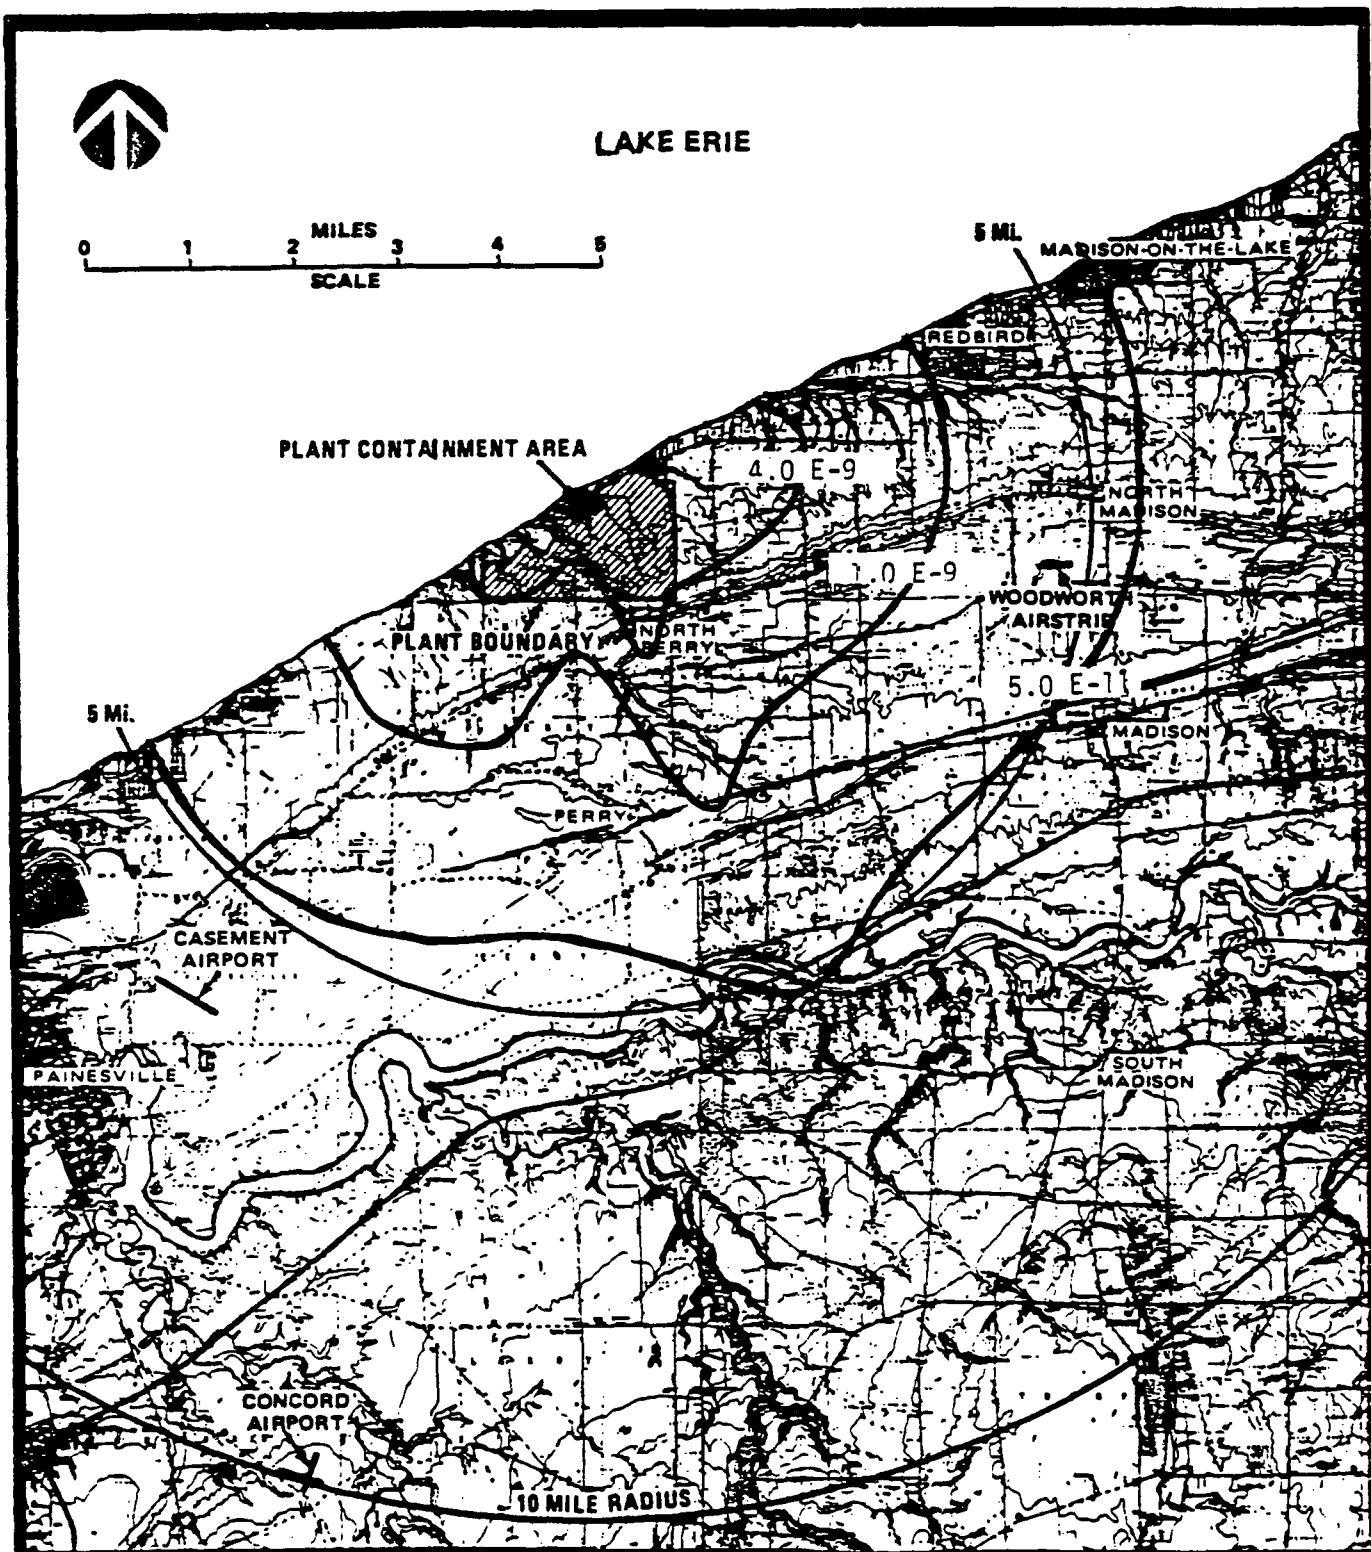 LAKE ERIE
MILES
0 1 2 3 4 5
SCALE
5 Mi.
MADISON-ON-THE-LAKE
REDBIRD
PLANT CONTAINMENT AREA
4.0 E-9
NORTH
MADISON
1.0 E-9
WOODWORTH
AIRSTRIP
PLANT BOUNDARY
NORTH
PERRY
5.0 E-11
5 Mi.
MADISON
PERRY
CASEMENT
AIRPORT
PAINESVILLE
SOUTH
MADISON
CONCORD
AIRPORT
10 MILE RADIUS